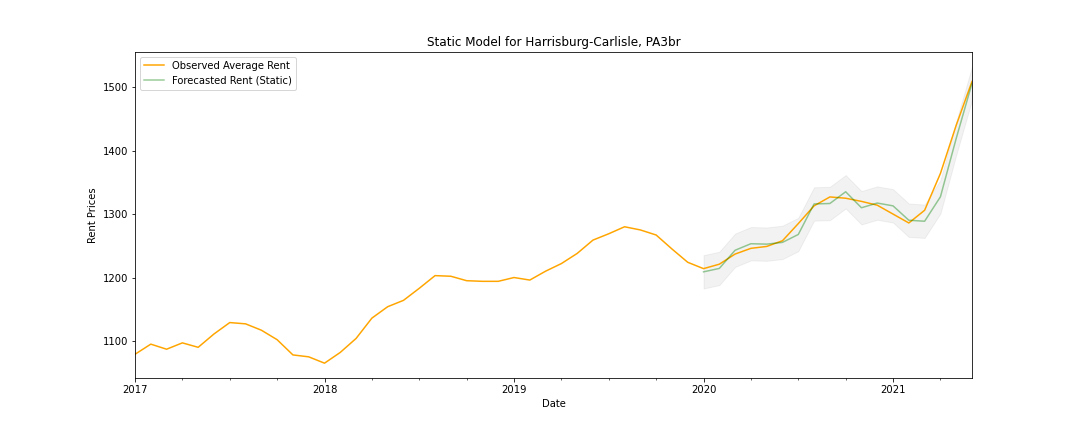 Static Model for Harrisburg-Carlisle, PA3br
Observed Average Rent
Forecasted Rent (Static)
1500
1400
1300
1200
1100
Rent Prices
2017 2018 2019 2020 2021
Date